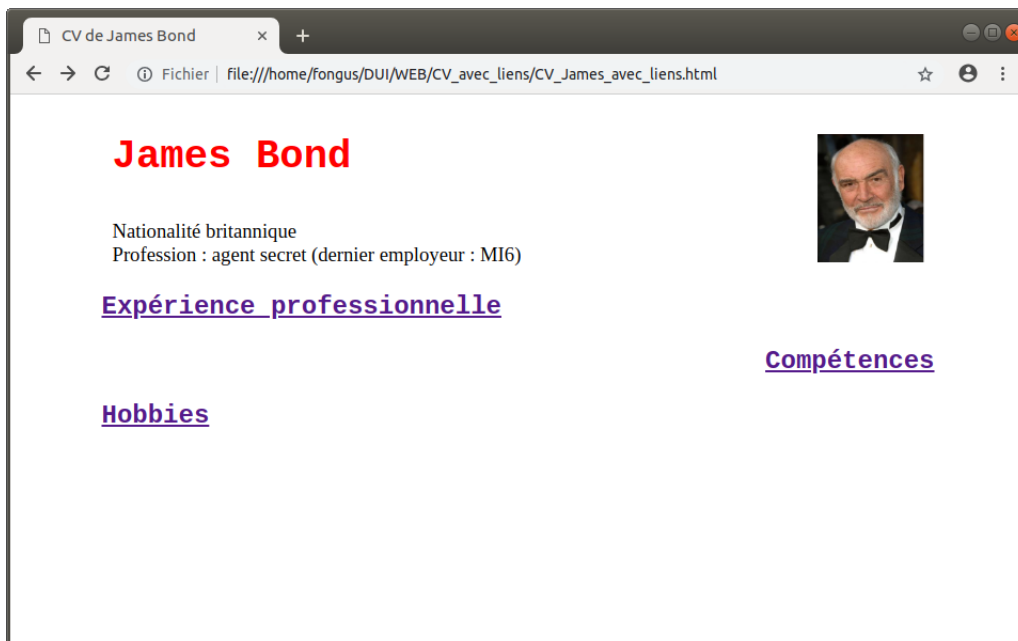 CV de James Bond
Fichier file:///home/fongus/DUI/WEB/CV_avec_liens/CV_James_avec_liens.html
James Bond
Nationalité britannique
Profession : agent secret (dernier employeur : MI6)
Expérience professionnelle
Compétences
Hobbies